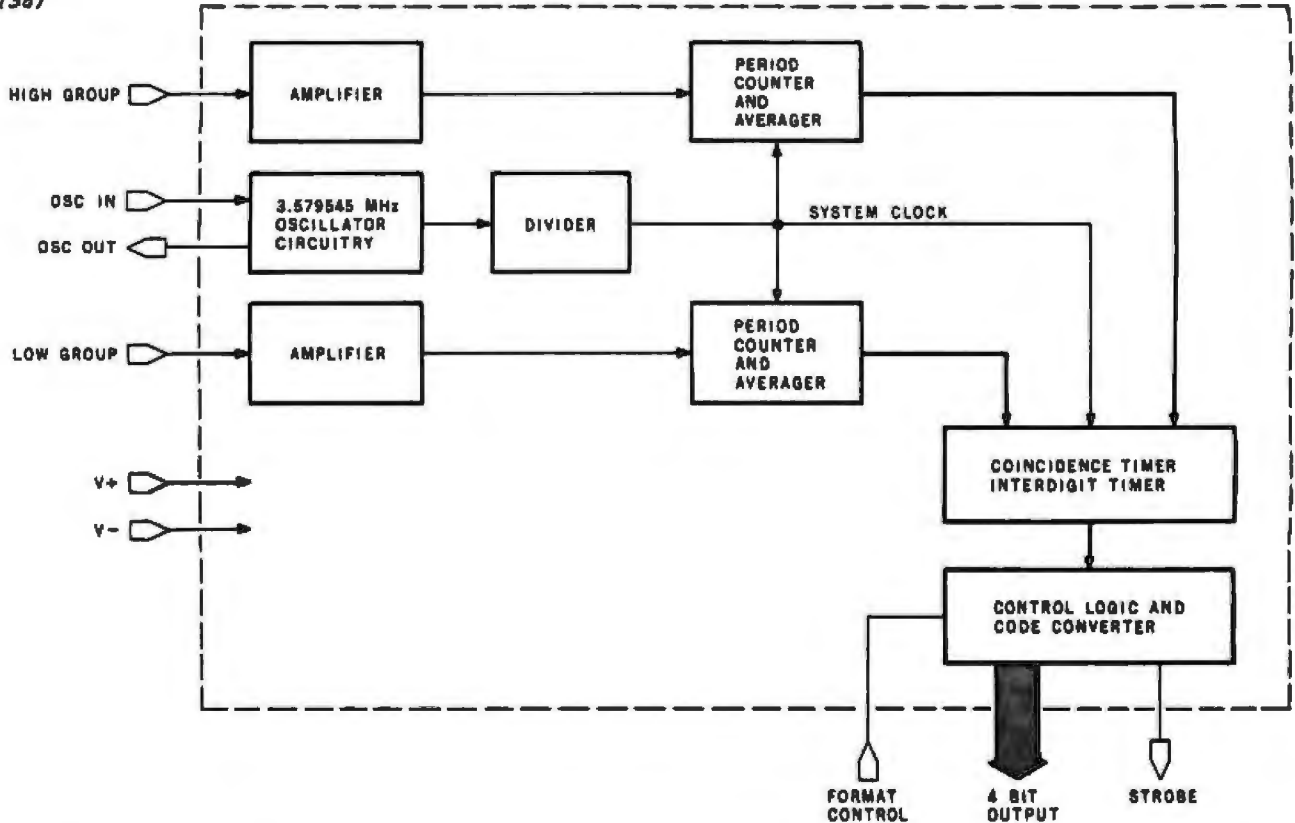 HIGH GROUP
AMPLIFIER
PERIOD
COUNTER
AND
AVERAGER
OSC IN
OSC OUT
3.579545 MHz
OSCILLATOR
CIRCUITRY
DIVIDER
SYSTEM CLOCK
LOW GROUP
AMPLIFIER
PERIOD
COUNTER
AND
AVERAGER
V+
V-
COINCIDENCE TIMER
INTERDIGIT TIMER
CONTROL LOGIC AND
CODE CONVERTER
FORMAT
CONTROL
4 BIT
OUTPUT
STROBE